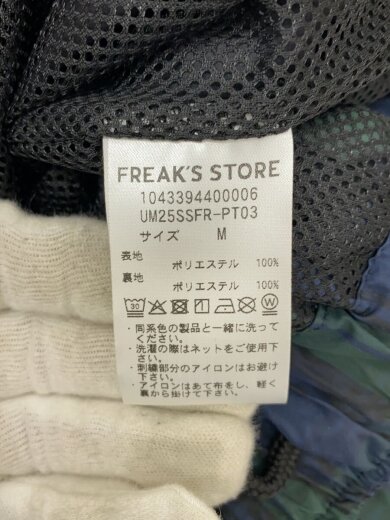 FREAK'S STORE
1043394400006
UM25SSFR-PT03
サイズ M
表地
ポリエステル 100%
裏地
ポリエステル 100%
・同系色の製品と一緒に洗って
ください。
・洗濯の際はネットをご使用下
さい。
・刺繍部分のアイロンはお避け
下さい。
・アイロンはあて布をし、軽く
裏から掛けて下さい。